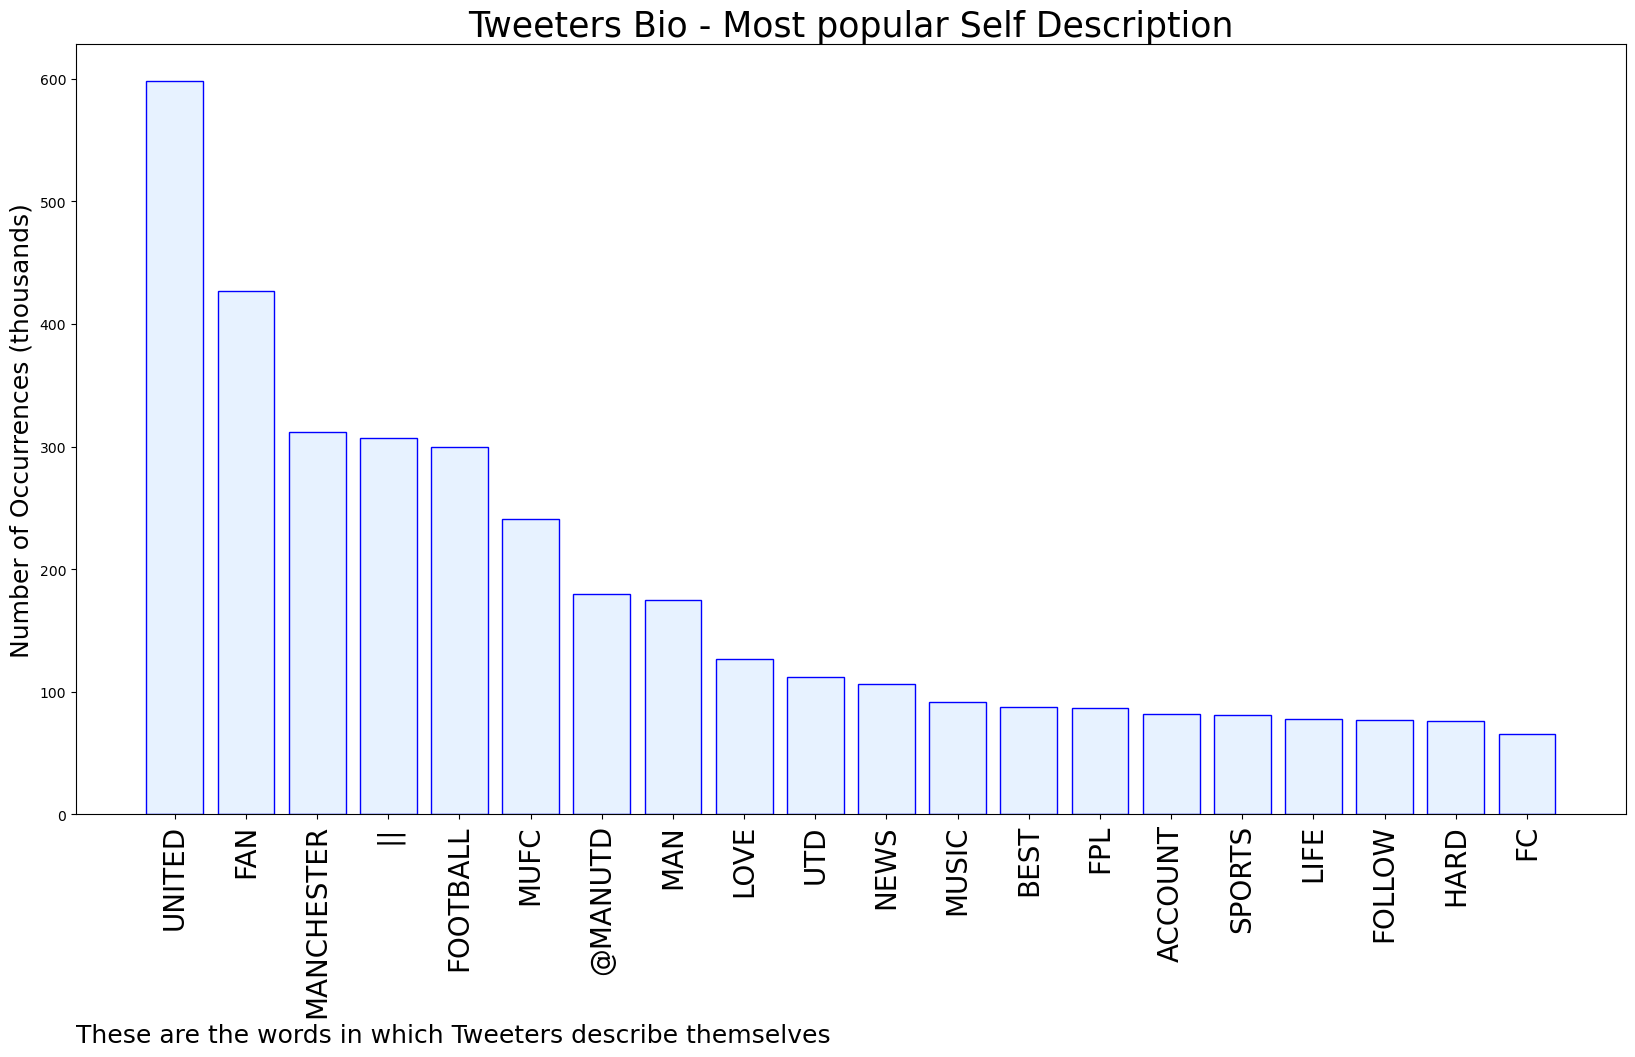 Tweeters Bio - Most popular Self Description
Number of Occurrences (thousands)
600
500
400
300
200
100
0
UNITED
FAN
MANCHESTER
||
FOOTBALL
MUFC
@MANUTD
MAN
LOVE
UTD
NEWS
MUSIC
BEST
FPL
ACCOUNT
SPORTS
LIFE
FOLLOW
HARD
FC
These are the words in which Tweeters describe themselves